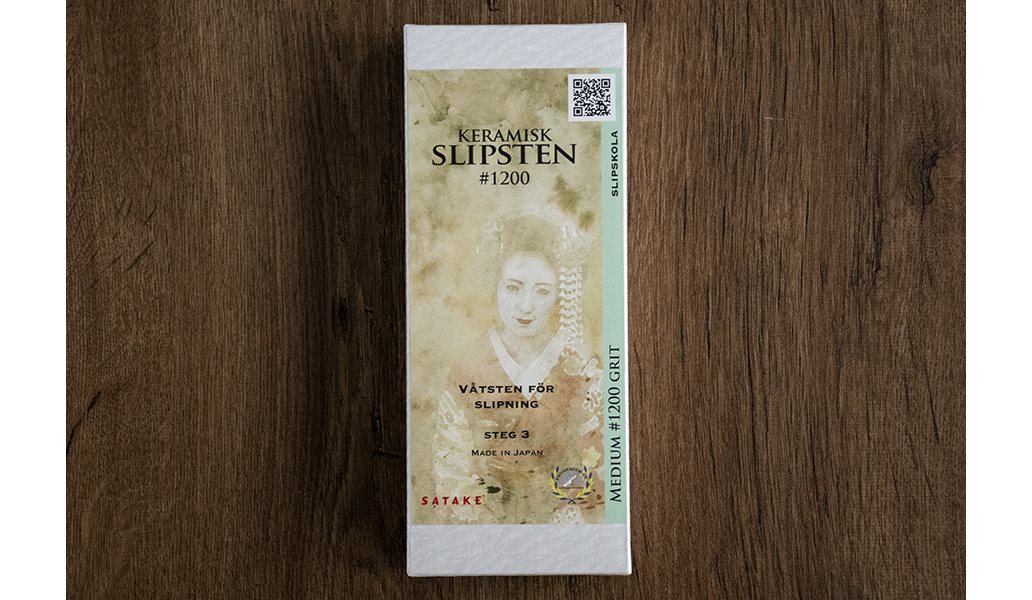 KERAMISK
SLIPSTEN
#1200
SLIPSKOLA
VÅTSTEN FÖR
SLIPNING
STEG 3
MADE IN JAPAN
SATAKE
MEDIUM #1200 GRIT